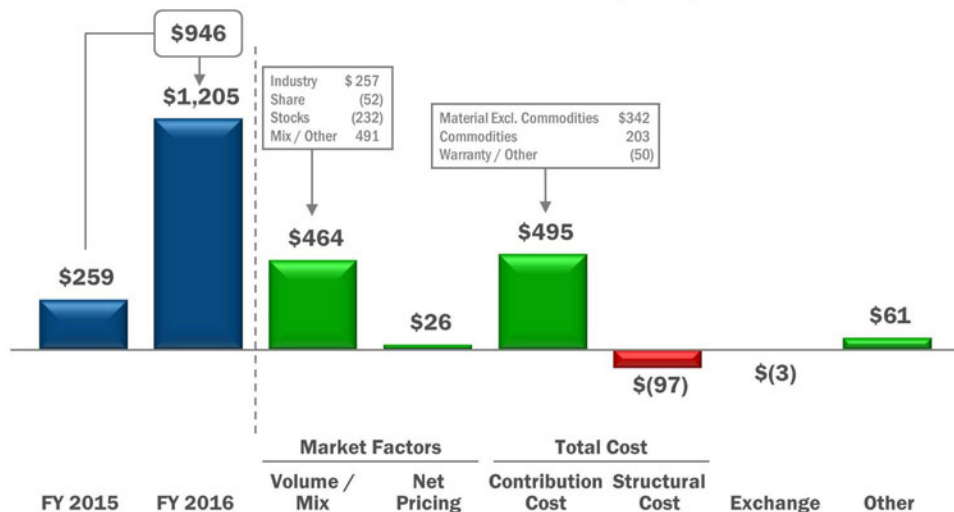 $946
$1,205
$259
Industry $ 257
Share (52)
Stocks (232)
Mix / Other 491
$464
$26
Material Excl. Commodities $342
Commodities 203
Warranty / Other (50)
$495
$(97)
$(3)
$61
Market Factors
Total Cost
FY 2015
FY 2016
Volume /
Mix
Net
Pricing
Contribution
Cost
Structural
Cost
Exchange
Other